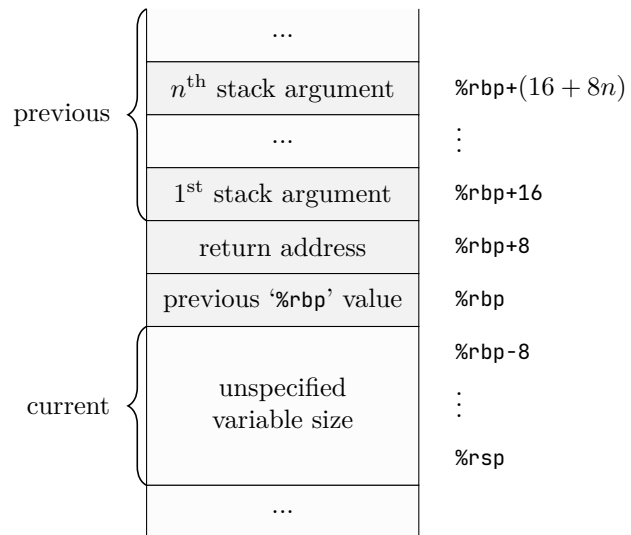 ...
nth stack argument %rbp+(16 + 8n)
previous
... ⋮
1st stack argument %rbp+16
return address %rbp+8
previous ‘%rbp’ value %rbp
%rbp-8
current unspecified
variable size ⋮
%rsp
...